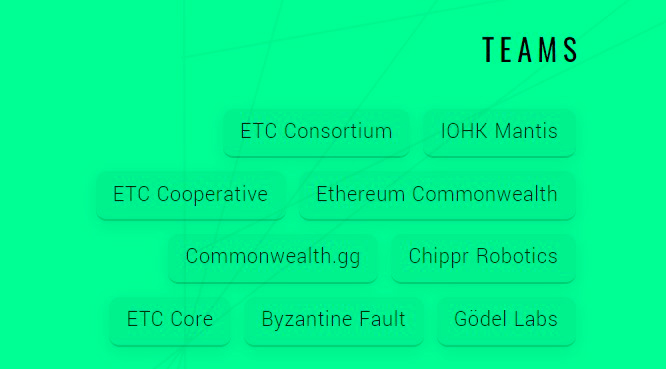 TEAMS
ETC Consortium IOHK Mantis
ETC Cooperative Ethereum Commonwealth
Commonwealth.gg Chippr Robotics
ETC Core Byzantine Fault Gödel Labs